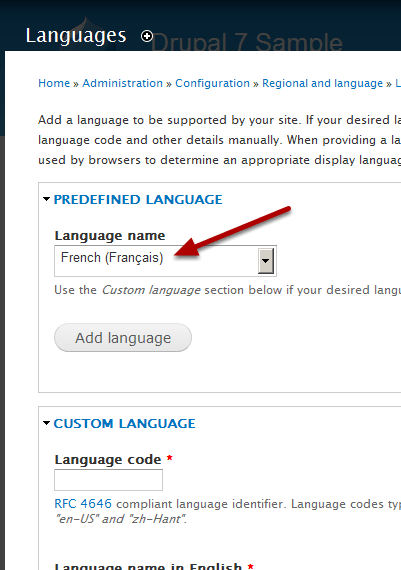 Languages
Drupal 7 Sample
Home » Administration » Configuration » Regional and language » L
Add a language to be supported by your site. If your desired l
language code and other details manually. When providing a la
used by browsers to determine an appropriate display languag
PREDEFINED LANGUAGE
Language name
French (Français)
Use the Custom language section below if your desired langu
Add language
CUSTOM LANGUAGE
Language code *
RFC 4646 compliant language identifier. Language codes typ
"en-US" and "zh-Hant".
Language name in English *